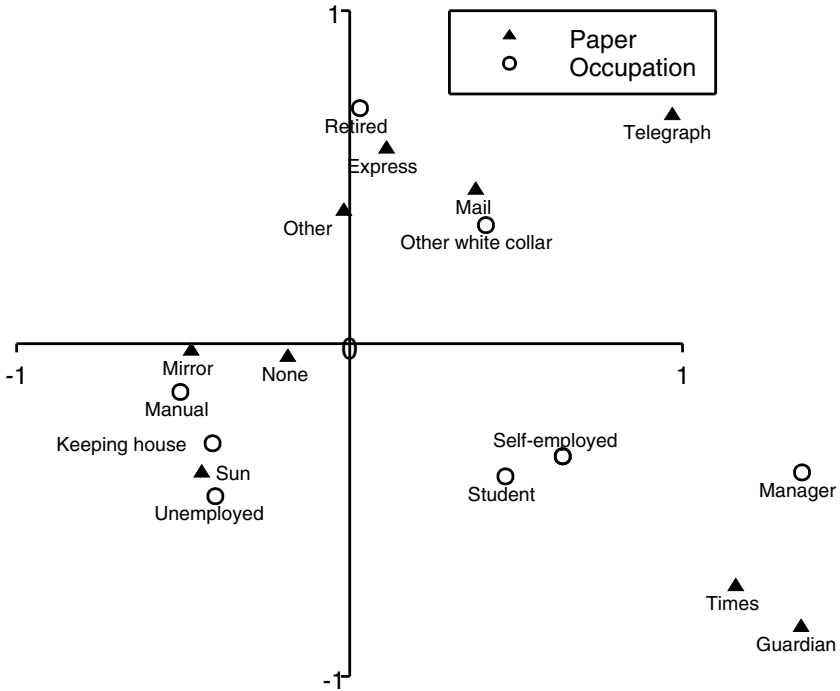 1
Paper
Occupation
Retired
Telegraph
Express
Mail
Other
Other white collar
0
-1
1
Mirror
None
Manual
Keeping house
Self-employed
Sun
Student
Manager
Unemployed
Times
Guardian
-1